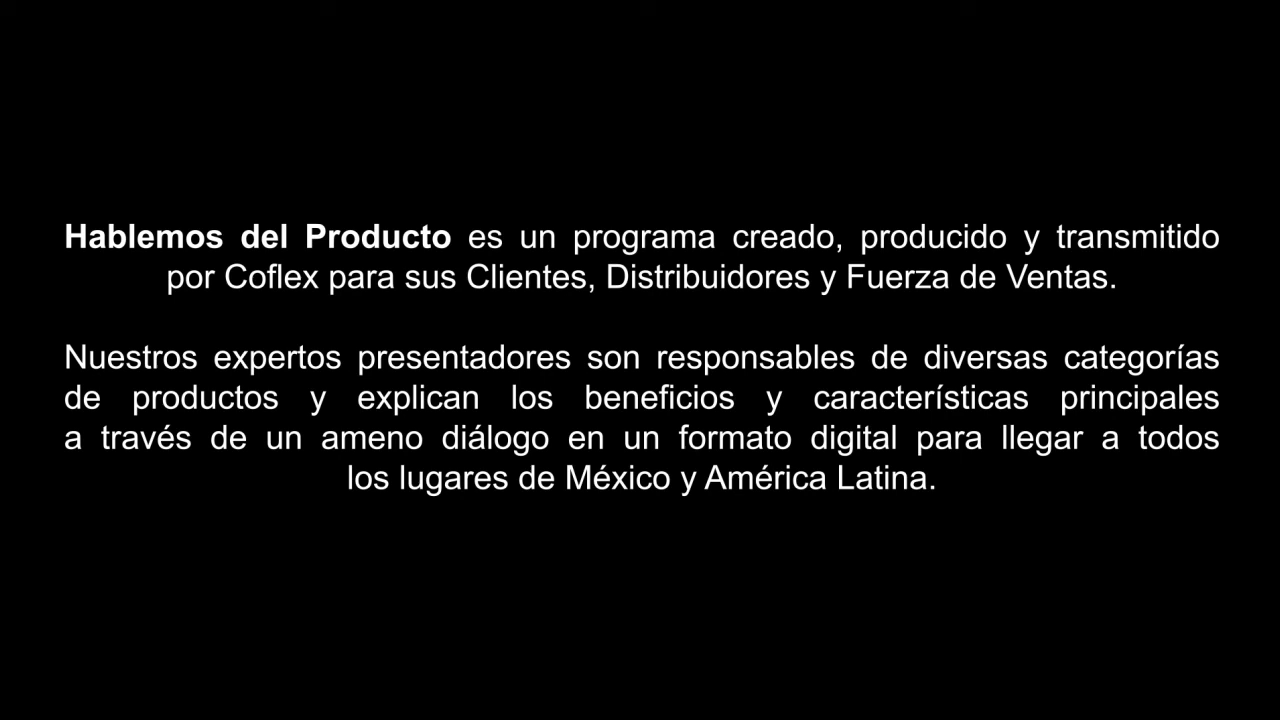 Hablemos del Producto es un programa creado, producido y transmitido
por Coflex para sus Clientes, Distribuidores y Fuerza de Ventas.
Nuestros expertos presentadores son responsables de diversas categorías
de productos y explican los beneficios y características principales
a través de un ameno diálogo en un formato digital para llegar a todos
los lugares de México y América Latina.